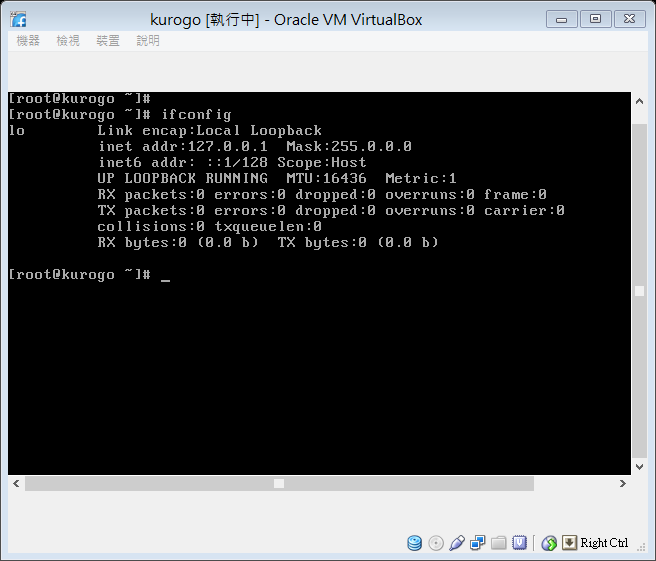 kurogo [執行中] - Oracle VM VirtualBox
機器 檢視 裝置 說明
[root@kurogo ~]#
[root@kurogo ~]# ifconfig
lo        Link encap:Local Loopback
          inet addr:127.0.0.1  Mask:255.0.0.0
          inet6 addr: ::1/128 Scope:Host
          UP LOOPBACK RUNNING  MTU:16436  Metric:1
          RX packets:0 errors:0 dropped:0 overruns:0 frame:0
          TX packets:0 errors:0 dropped:0 overruns:0 carrier:0
          collisions:0 txqueuelen:0
          RX bytes:0 (0.0 b)  TX bytes:0 (0.0 b)
[root@kurogo ~]# _
Right Ctrl